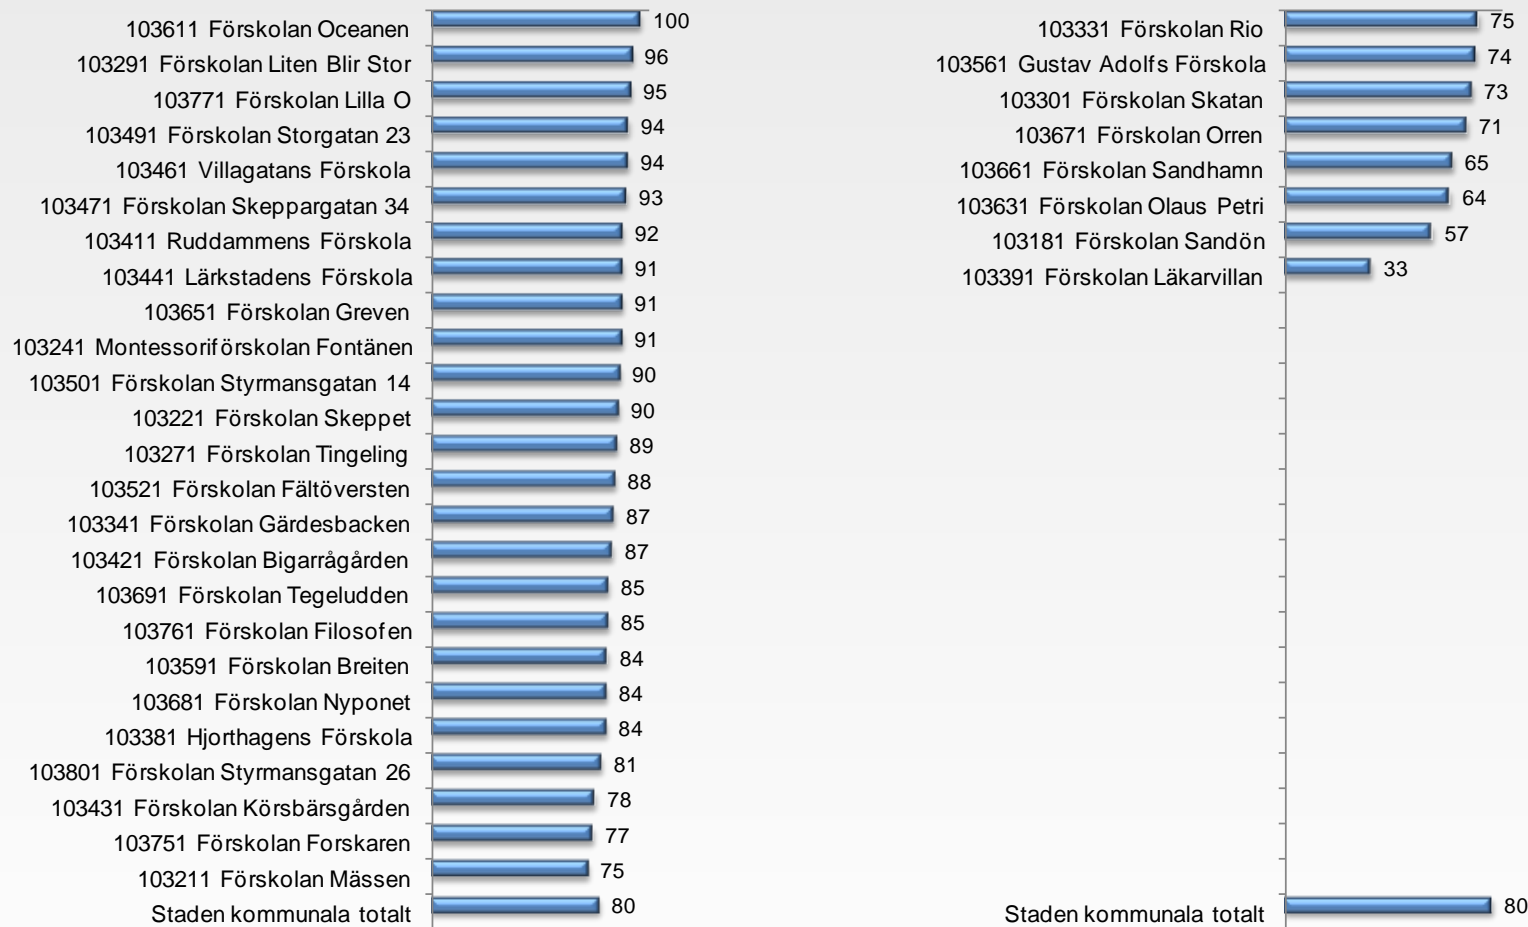 103611 Förskolan Oceanen 100
103291 Förskolan Liten Blir Stor 96
103771 Förskolan Lilla O 95
103491 Förskolan Storgatan 23 94
103461 Villagatans Förskola 94
103471 Förskolan Skeppargatan 34 93
103411 Ruddammens Förskola 92
103441 Lärkstadens Förskola 91
103651 Förskolan Greven 91
103241 Montessoriförskolan Fontänen 91
103501 Förskolan Styrmansgatan 14 90
103221 Förskolan Skeppet 90
103271 Förskolan Tingeling 89
103521 Förskolan Fältöversten 88
103341 Förskolan Gärdesbacken 87
103421 Förskolan Bigarrågården 87
103691 Förskolan Tegeludden 85
103761 Förskolan Filosofen 85
103591 Förskolan Breiten 84
103681 Förskolan Nyponet 84
103381 Hjorthagens Förskola 84
103801 Förskolan Styrmansgatan 26 81
103431 Förskolan Körsbärsgården 78
103751 Förskolan Forskaren 77
103211 Förskolan Mässen 75
Staden kommunala totalt 80
103331 Förskolan Rio 75
103561 Gustav Adolfs Förskola 74
103301 Förskolan Skatan 73
103671 Förskolan Orren 71
103661 Förskolan Sandhamn 65
103631 Förskolan Olaus Petri 64
103181 Förskolan Sandön 57
103391 Förskolan Läkarvillan 33
Staden kommunala totalt 80